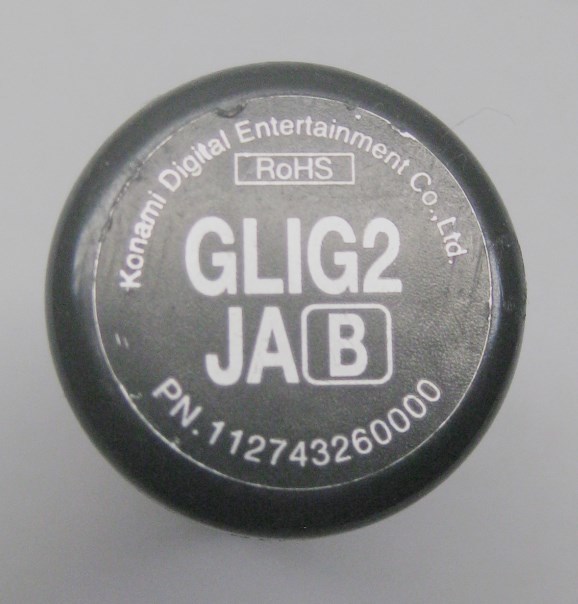 Konami Digital Entertainment Co.,Ltd.
RoHS
GLIG2
JA B
PN.112743260000